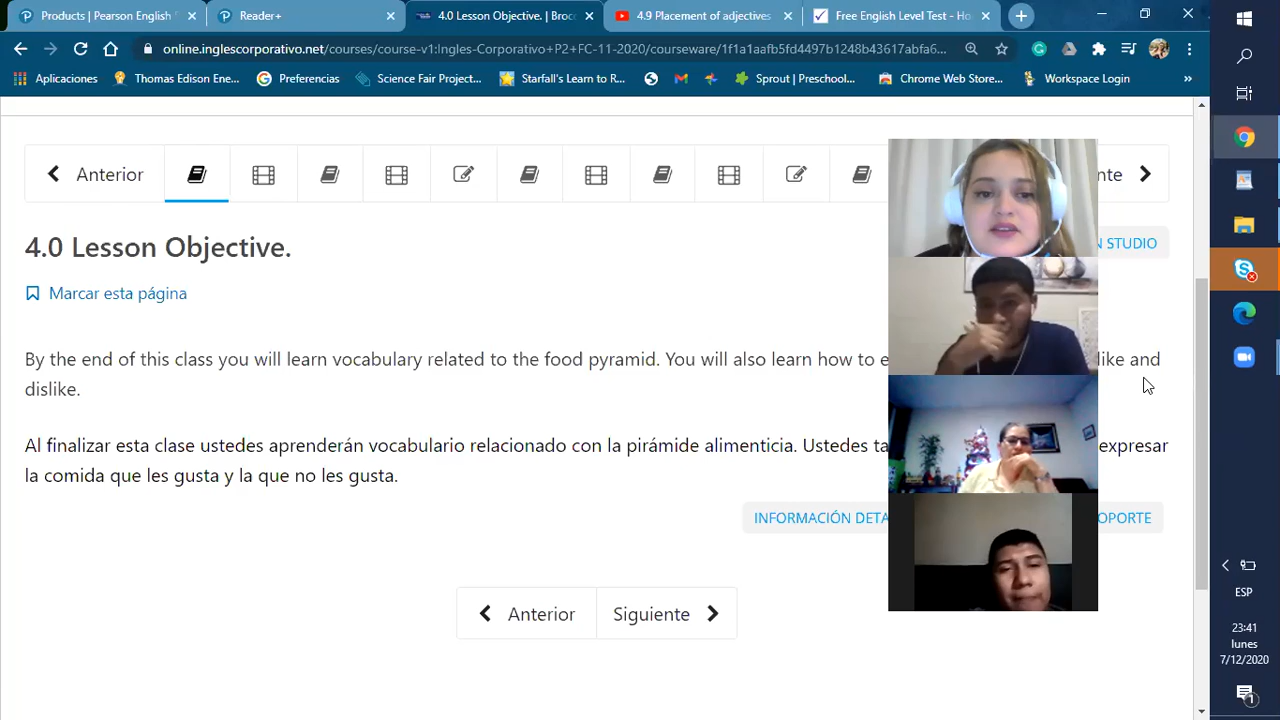 Products | Pearson English
Reader+
4.0 Lesson Objective. | Broc
4.9 Placement of adjectives
Free English Level Test - Ho
online.inglescorporativo.net/courses/course-v1:Ingles-Corporativo+P2+FC-11-2020/courseware/1f1a1aafb5fd4497b1248b43617abfa6...
Aplicaciones
Thomas Edison Ene...
Preferencias
Science Fair Project...
Starfall's Learn to R...
Sprout | Preschool...
Chrome Web Store...
Workspace Login
»
Anterior
nte
4.0 Lesson Objective.
N STUDIO
Marcar esta página
By the end of this class you will learn vocabulary related to the food pyramid. You will also learn how to e like and
dislike.
Al finalizar esta clase ustedes aprenderán vocabulario relacionado con la pirámide alimenticia. Ustedes ta expresar
la comida que les gusta y la que no les gusta.
INFORMACIÓN DETA OPORTE
Anterior
Siguiente
ESP
23:41
lunes
7/12/2020
1